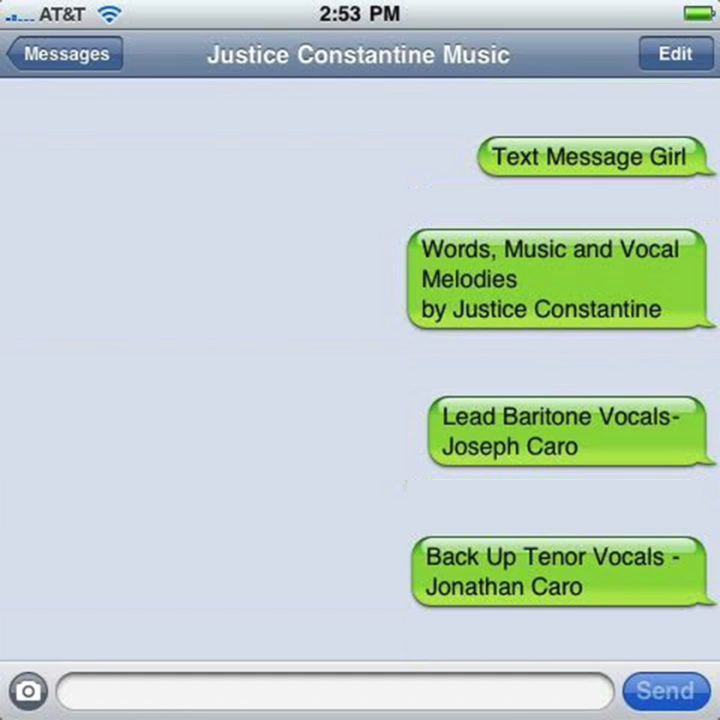 AT&T 2:53 PM
Messages Justice Constantine Music Edit
Text Message Girl
Words, Music and Vocal
Melodies
by Justice Constantine
Lead Baritone Vocals-
Joseph Caro
Back Up Tenor Vocals -
Jonathan Caro
Send